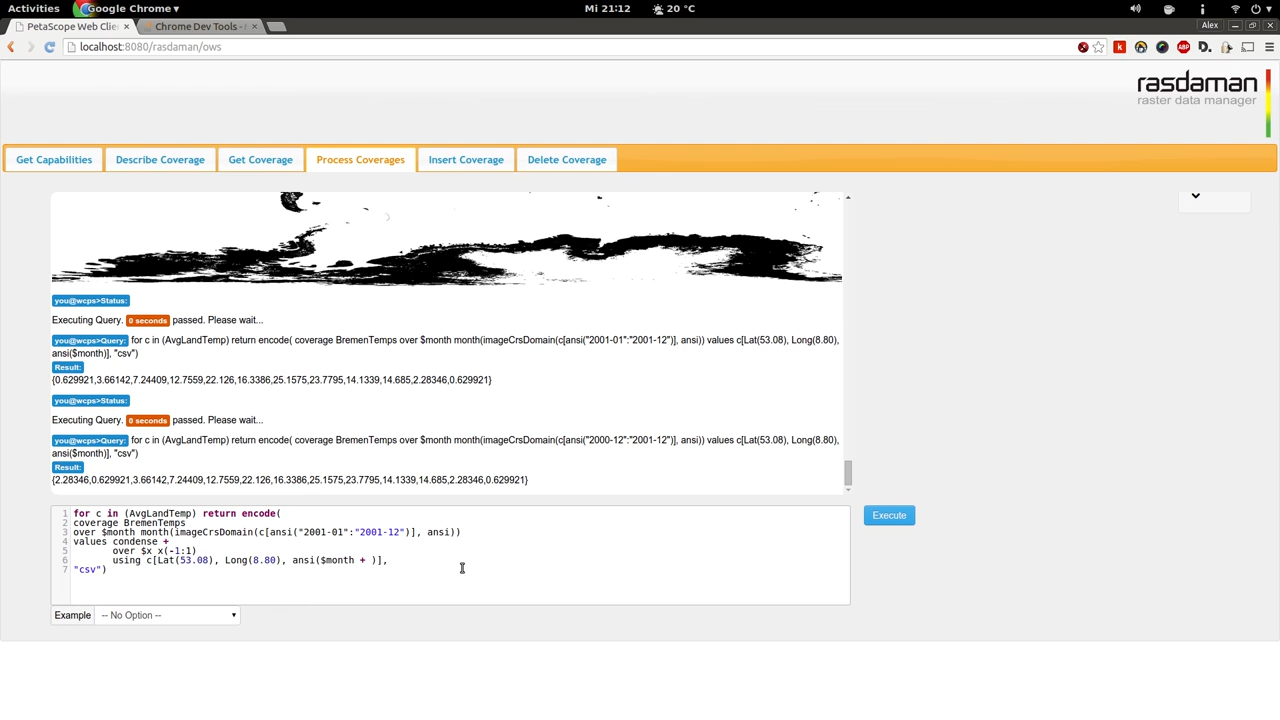 Activities
Google Chrome ▾
Mi 21:12
20 °C
PetaScope Web Clie ×
Chrome Dev Tools - ×
Alex
localhost:8080/rasdaman/ows
rasdaman
raster data manager
Get Capabilities
Describe Coverage
Get Coverage
Process Coverages
Insert Coverage
Delete Coverage
you@wcps>Status:
Executing Query. 0 seconds passed. Please wait...
you@wcps>Query: for c in (AvgLandTemp) return encode( coverage BremenTemps over $month month(imageCrsDomain(c[ansi("2001-01":"2001-12")], ansi)) values c[Lat(53.08), Long(8.80),
ansi($month)], "csv")
Result:
{0.629921,3.66142,7.24409,12.7559,22.126,16.3386,25.1575,23.7795,14.1339,14.685,2.28346,0.629921}
you@wcps>Status:
Executing Query. 0 seconds passed. Please wait...
you@wcps>Query: for c in (AvgLandTemp) return encode( coverage BremenTemps over $month month(imageCrsDomain(c[ansi("2000-12":"2001-12")], ansi)) values c[Lat(53.08), Long(8.80),
ansi($month)], "csv")
Result:
{2.28346,0.629921,3.66142,7.24409,12.7559,22.126,16.3386,25.1575,23.7795,14.1339,14.685,2.28346,0.629921}
1 for c in (AvgLandTemp) return encode(
2 coverage BremenTemps
3 over $month month(imageCrsDomain(c[ansi("2001-01":"2001-12")], ansi))
4 values condense +
5 over $x x(-1:1)
6 using c[Lat(53.08), Long(8.80), ansi($month + )],
7 "csv")
Execute
Example
-- No Option --